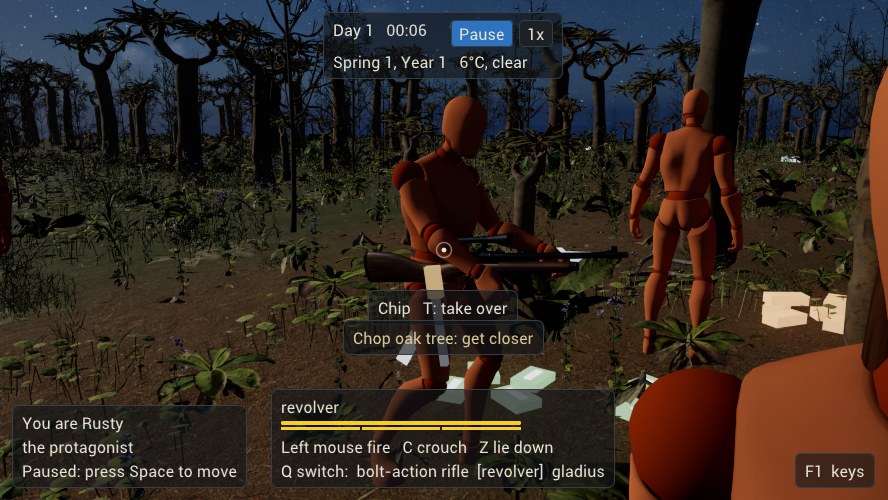 Day 1 00:06 Pause 1x
Spring 1, Year 1 6°C, clear
Chip T: take over
Chop oak tree: get closer
You are Rusty
the protagonist
Paused: press Space to move
revolver
Left mouse fire C crouch Z lie down
Q switch: bolt-action rifle [revolver] gladius
F1 keys